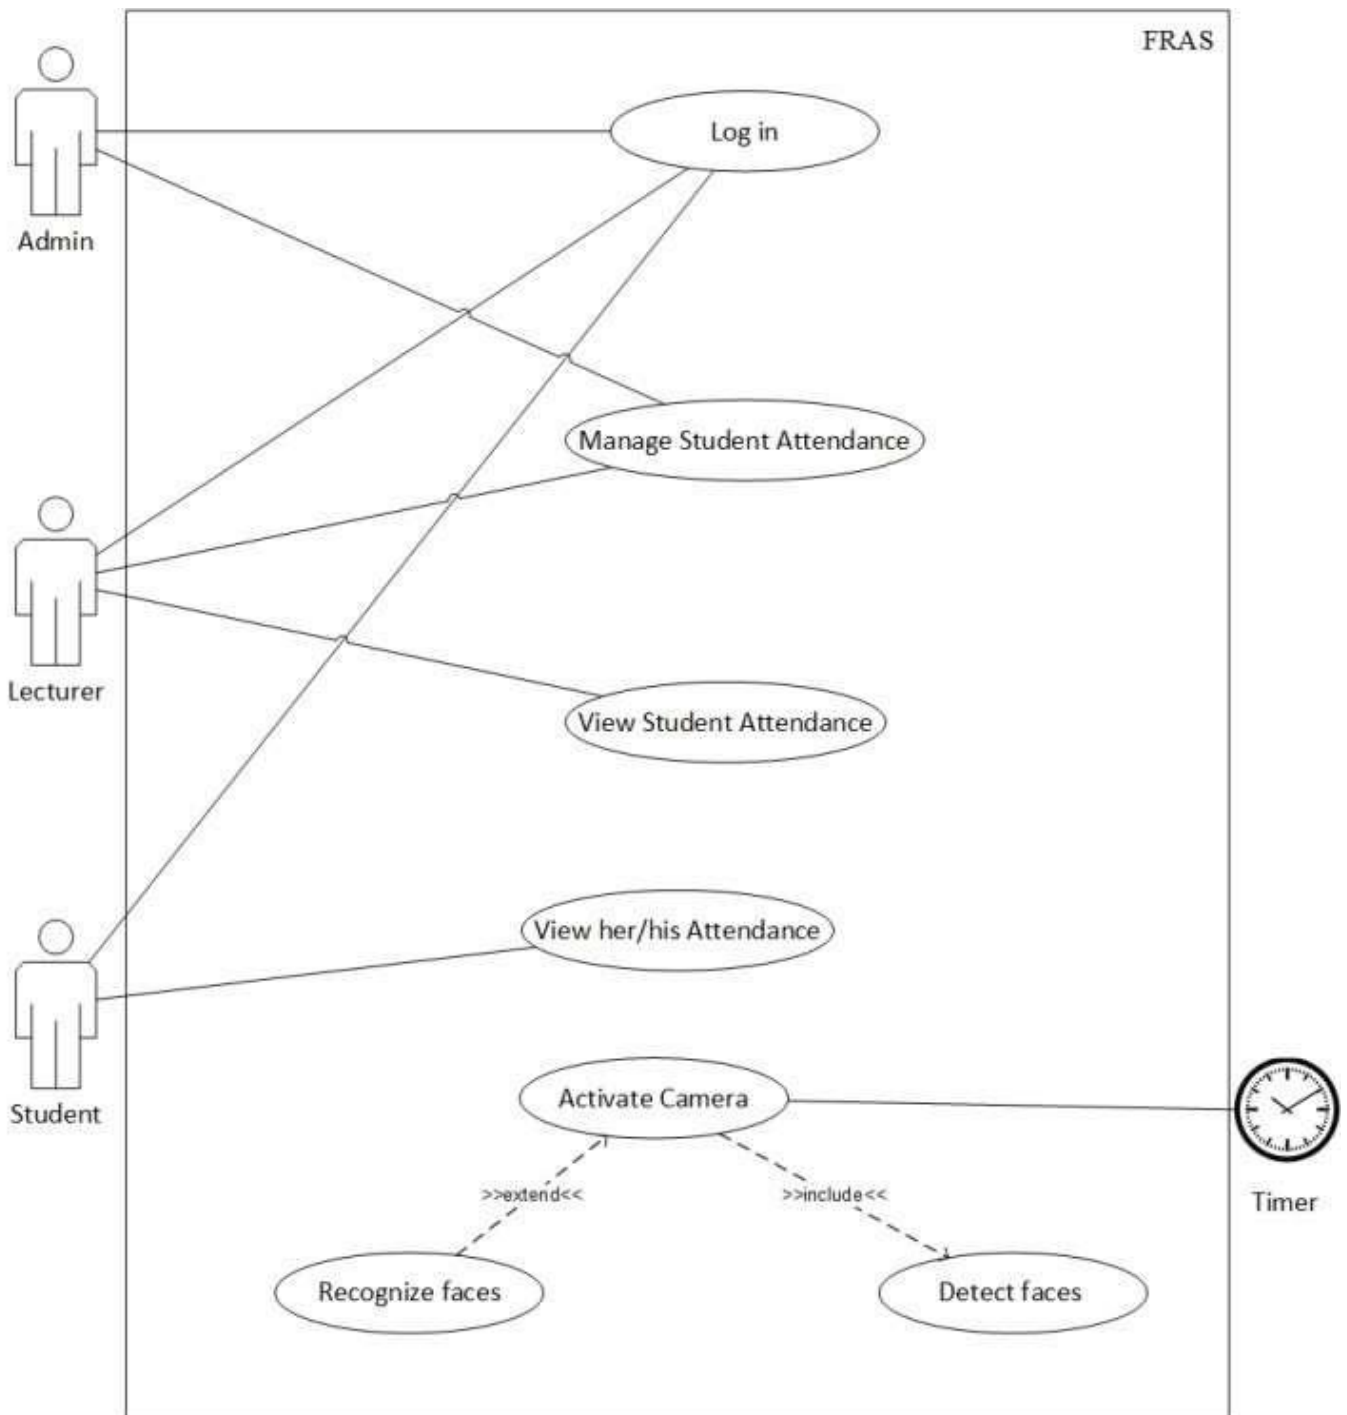 FRAS
Log in
Admin
Manage Student Attendance
Lecturer
View Student Attendance
View her/his Attendance
Activate Camera
Student
>>extend<<
>>include<<
Timer
Recognize faces
Detect faces